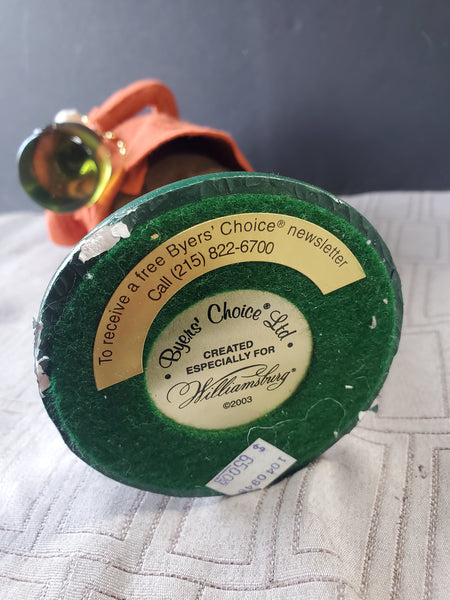 To receive a free Byers' Choice® newsletter
Call (215) 822-6700
Byers' Choice® Ltd.
CREATED
ESPECIALLY FOR
Williamsburg®
©2003